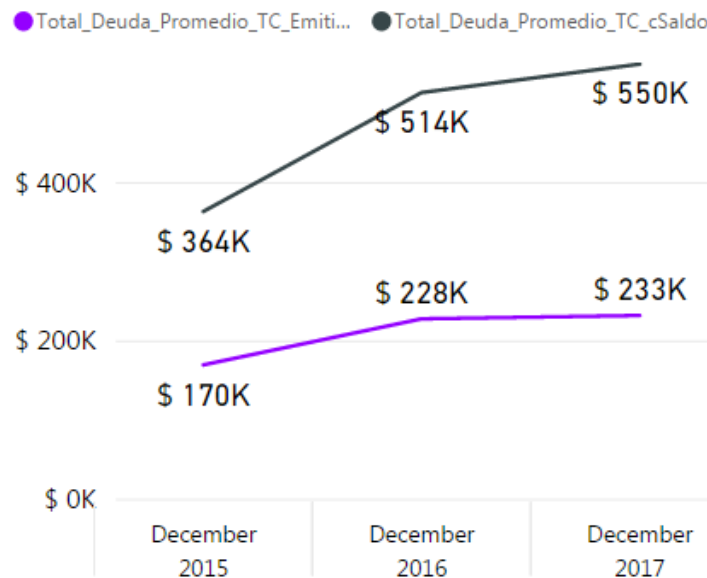 Total_Deuda_Promedio_TC_Emiti... Total_Deuda_Promedio_TC_cSaldo
$ 550K
$ 514K
$ 400K
$ 364K
$ 228K $ 233K
$ 200K
$ 170K
$ 0K
December December December
2015 2016 2017